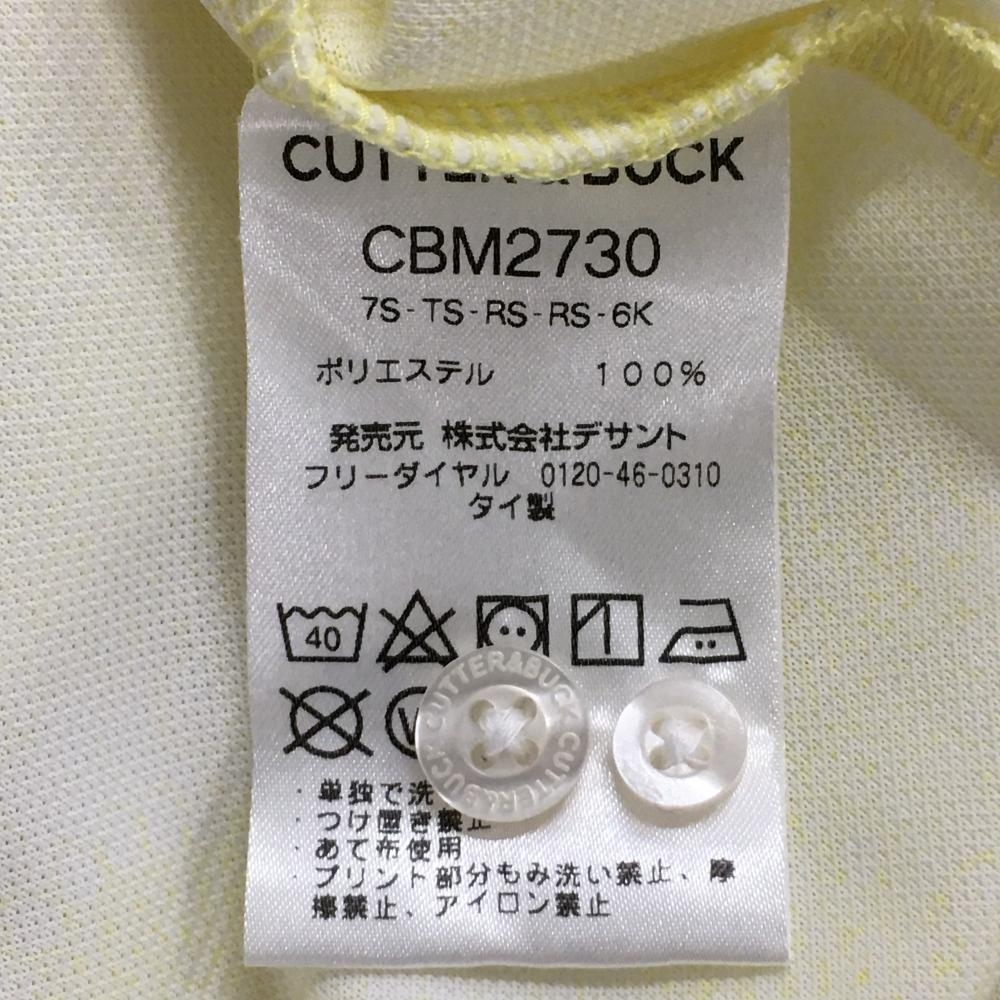 CUTTER & BUCK
CBM2730
7S-TS-RS-RS-6K
ポリエステル 100%
発売元 株式会社デサント
フリーダイヤル 0120-46-0310
タイ製
40
W
CUTTER&BUCK CUTTER&BUCK
・単独で洗
・つけ置き禁止
・あて布使用
・プリント部分もみ洗い禁止、摩
擦禁止、アイロン禁止